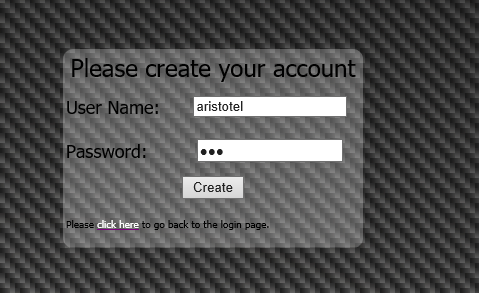 Please create your account
User Name: aristotel
Password: •••
Create
Please click here to go back to the login page.